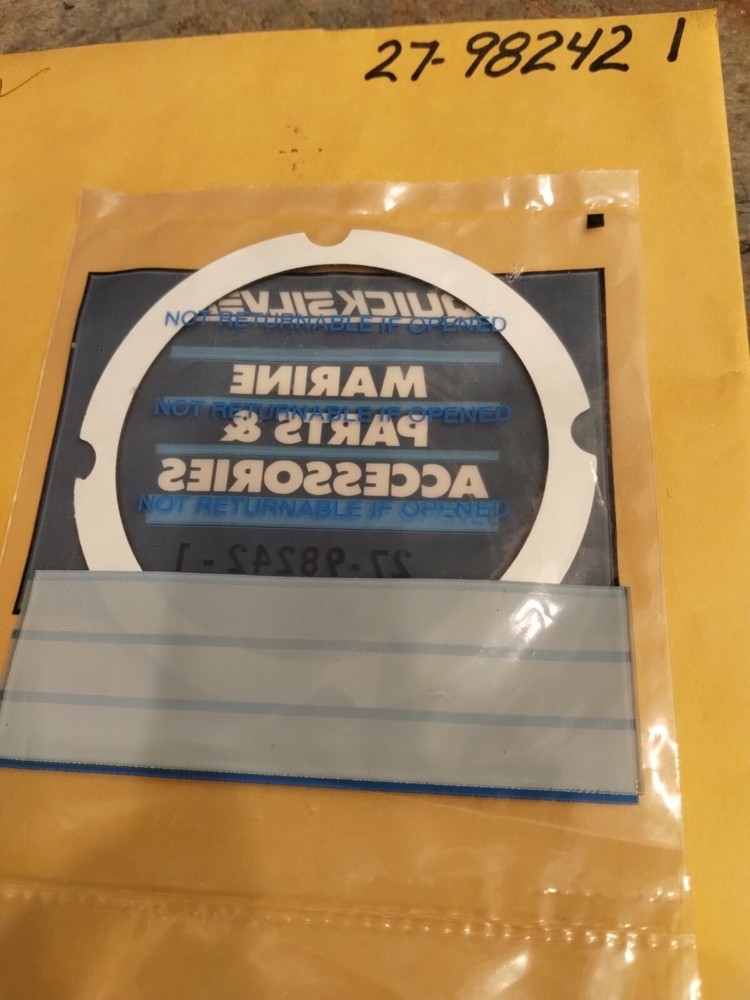 27-98242 1
QUICKSILVE
NOT RETURNABLE IF OPENED
MARINE
NOT RETURNABLE IF OPENED
PARTS &
ACCESSORIES
NOT RETURNABLE IF OPENED
27-98242-1